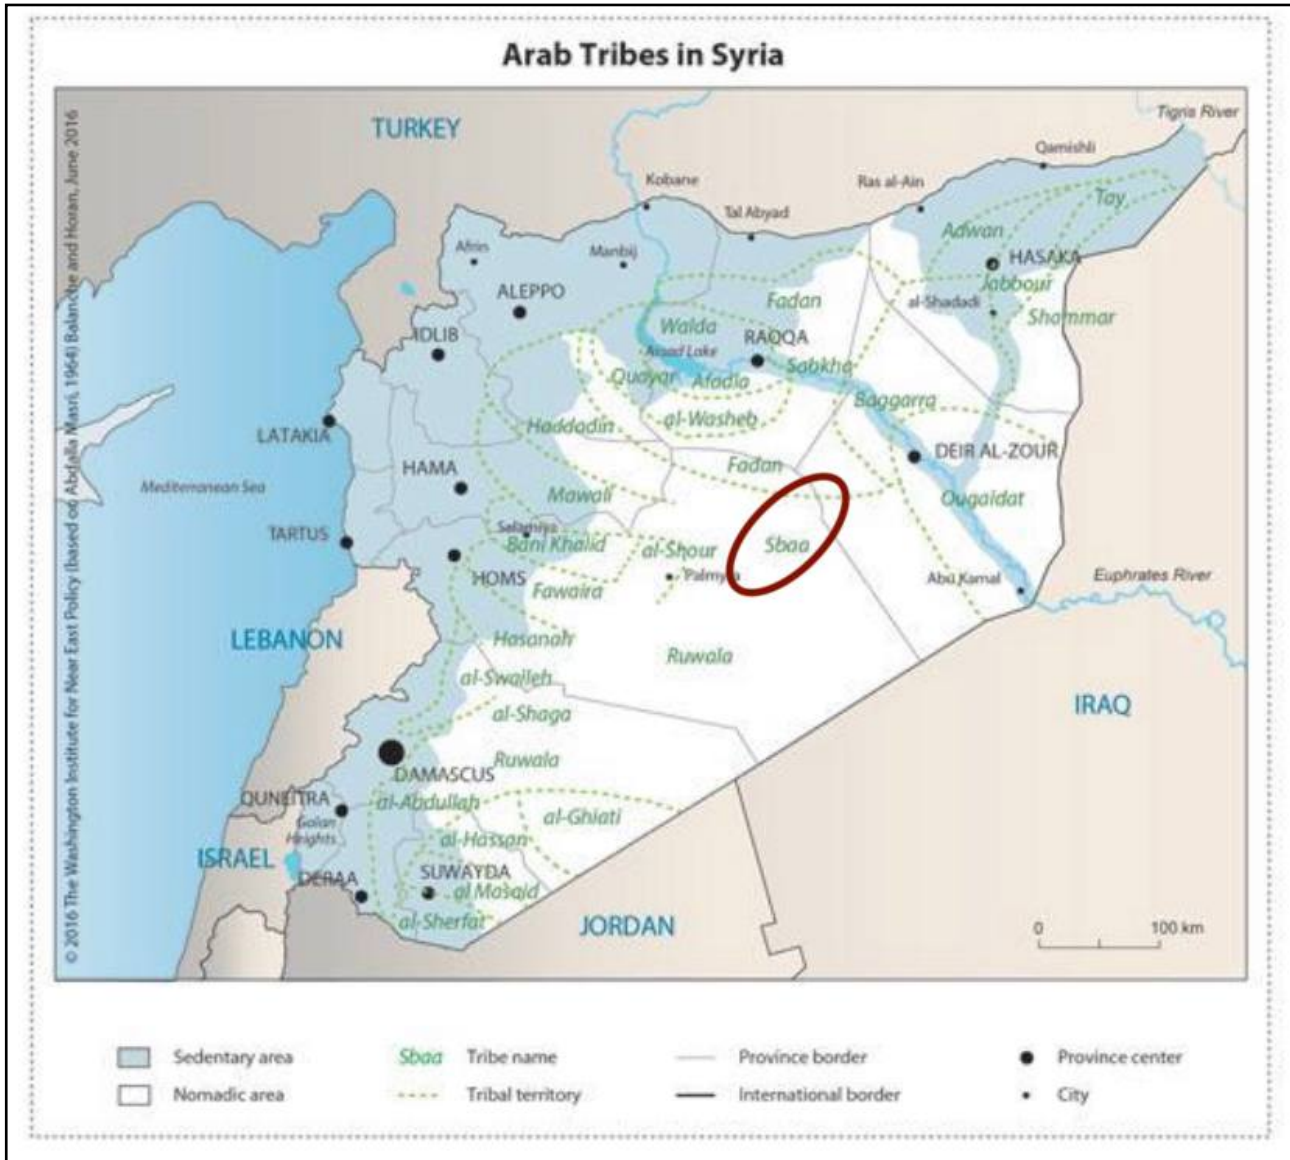 Arab Tribes in Syria
© 2016 The Washington Institute for Near East Policy (based on Abdalla Masri, 1964) Balanche and Horan, June 2016
TURKEY
Tigris River
Qamishli
Kobane
Ras al-Ain
Tal Abyad
Tay
Adwan
Afrin
Manbij
HASAKA
Jabbour
ALEPPO
Fadan
al-Shadadi
Shammar
IDLIB
Walda
RAQQA
Assad Lake
Sabkha
Quayar
Afadla
Baggarra
LATAKIA
Haddadin
al-Washeb
DEIR AL-ZOUR
HAMA
Fadan
Mediterranean Sea
Mawali
Ougaidat
TARTUS
Salamiya
Bani Khalid
al-Shour
Sbaa
HOMS
Palmyra
Abu Kamal
Euphrates River
Fawaira
LEBANON
Hasanah
Ruwala
al-Swaileh
IRAQ
al-Shaga
Ruwala
DAMASCUS
QUNEITRA
al-Abdullah
Golan
Heights
al-Ghiati
al-Hassan
ISRAEL
SUWAYDA
DERAA
al Masaid
al-Sherfat
JORDAN
0 100 km
Sedentary area
Sbaa Tribe name
Province border
Province center
Nomadic area
Tribal territory
International border
City